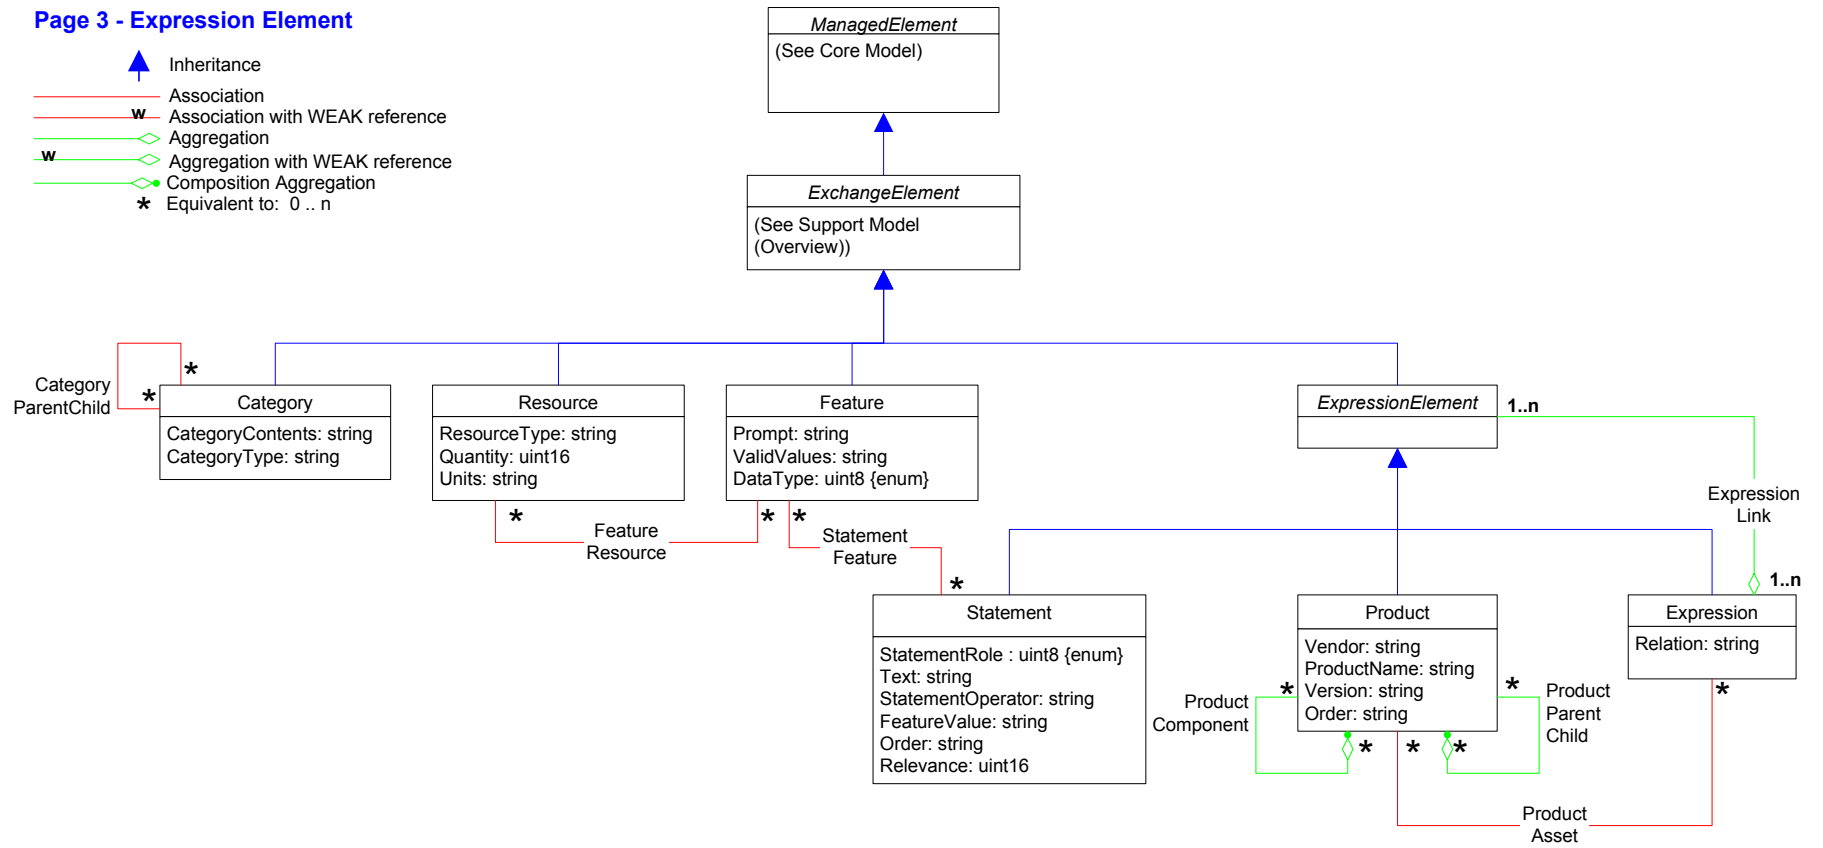 Page 3 - Expression Element
Inheritance
Association
w
Association with WEAK reference
Aggregation
w
Aggregation with WEAK reference
Composition Aggregation
* Equivalent to: 0 .. n
ManagedElement
(See Core Model)
ExchangeElement
(See Support Model
(Overview))
Category
ParentChild
*
*
Category
CategoryContents: string
CategoryType: string
Resource
ResourceType: string
Quantity: uint16
Units: string
*
Feature
Resource
*
Feature
Prompt: string
ValidValues: string
DataType: uint8 {enum}
*
Statement
Feature
*
ExpressionElement
1..n
Expression
Link
1..n
Statement
StatementRole : uint8 {enum}
Text: string
StatementOperator: string
FeatureValue: string
Order: string
Relevance: uint16
Product
Vendor: string
ProductName: string
Version: string
Order: string
*
Product
Component
*
*
*
*
Product
Parent
Child
Expression
Relation: string
*
Product
Asset